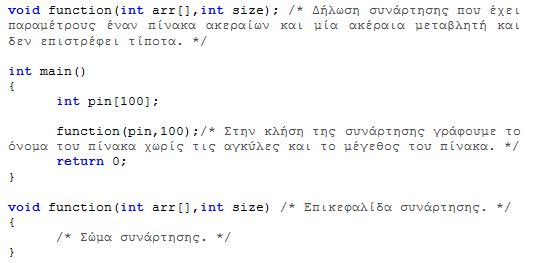 void function(int arr[],int size); /* Δήλωση συνάρτησης που έχει
παραμέτρους έναν πίνακα ακεραίων και μία ακέραια μεταβλητή και
δεν επιστρέφει τίποτα. */
int main()
{
int pin[100];
function(pin,100);/* Στην κλήση της συνάρτησης γράφουμε το
όνομα του πίνακα χωρίς τις αγκύλες και το μέγεθος του πίνακα. */
return 0;
}
void function(int arr[],int size) /* Επικεφαλίδα συνάρτησης. */
{
/* Σώμα συνάρτησης. */
}